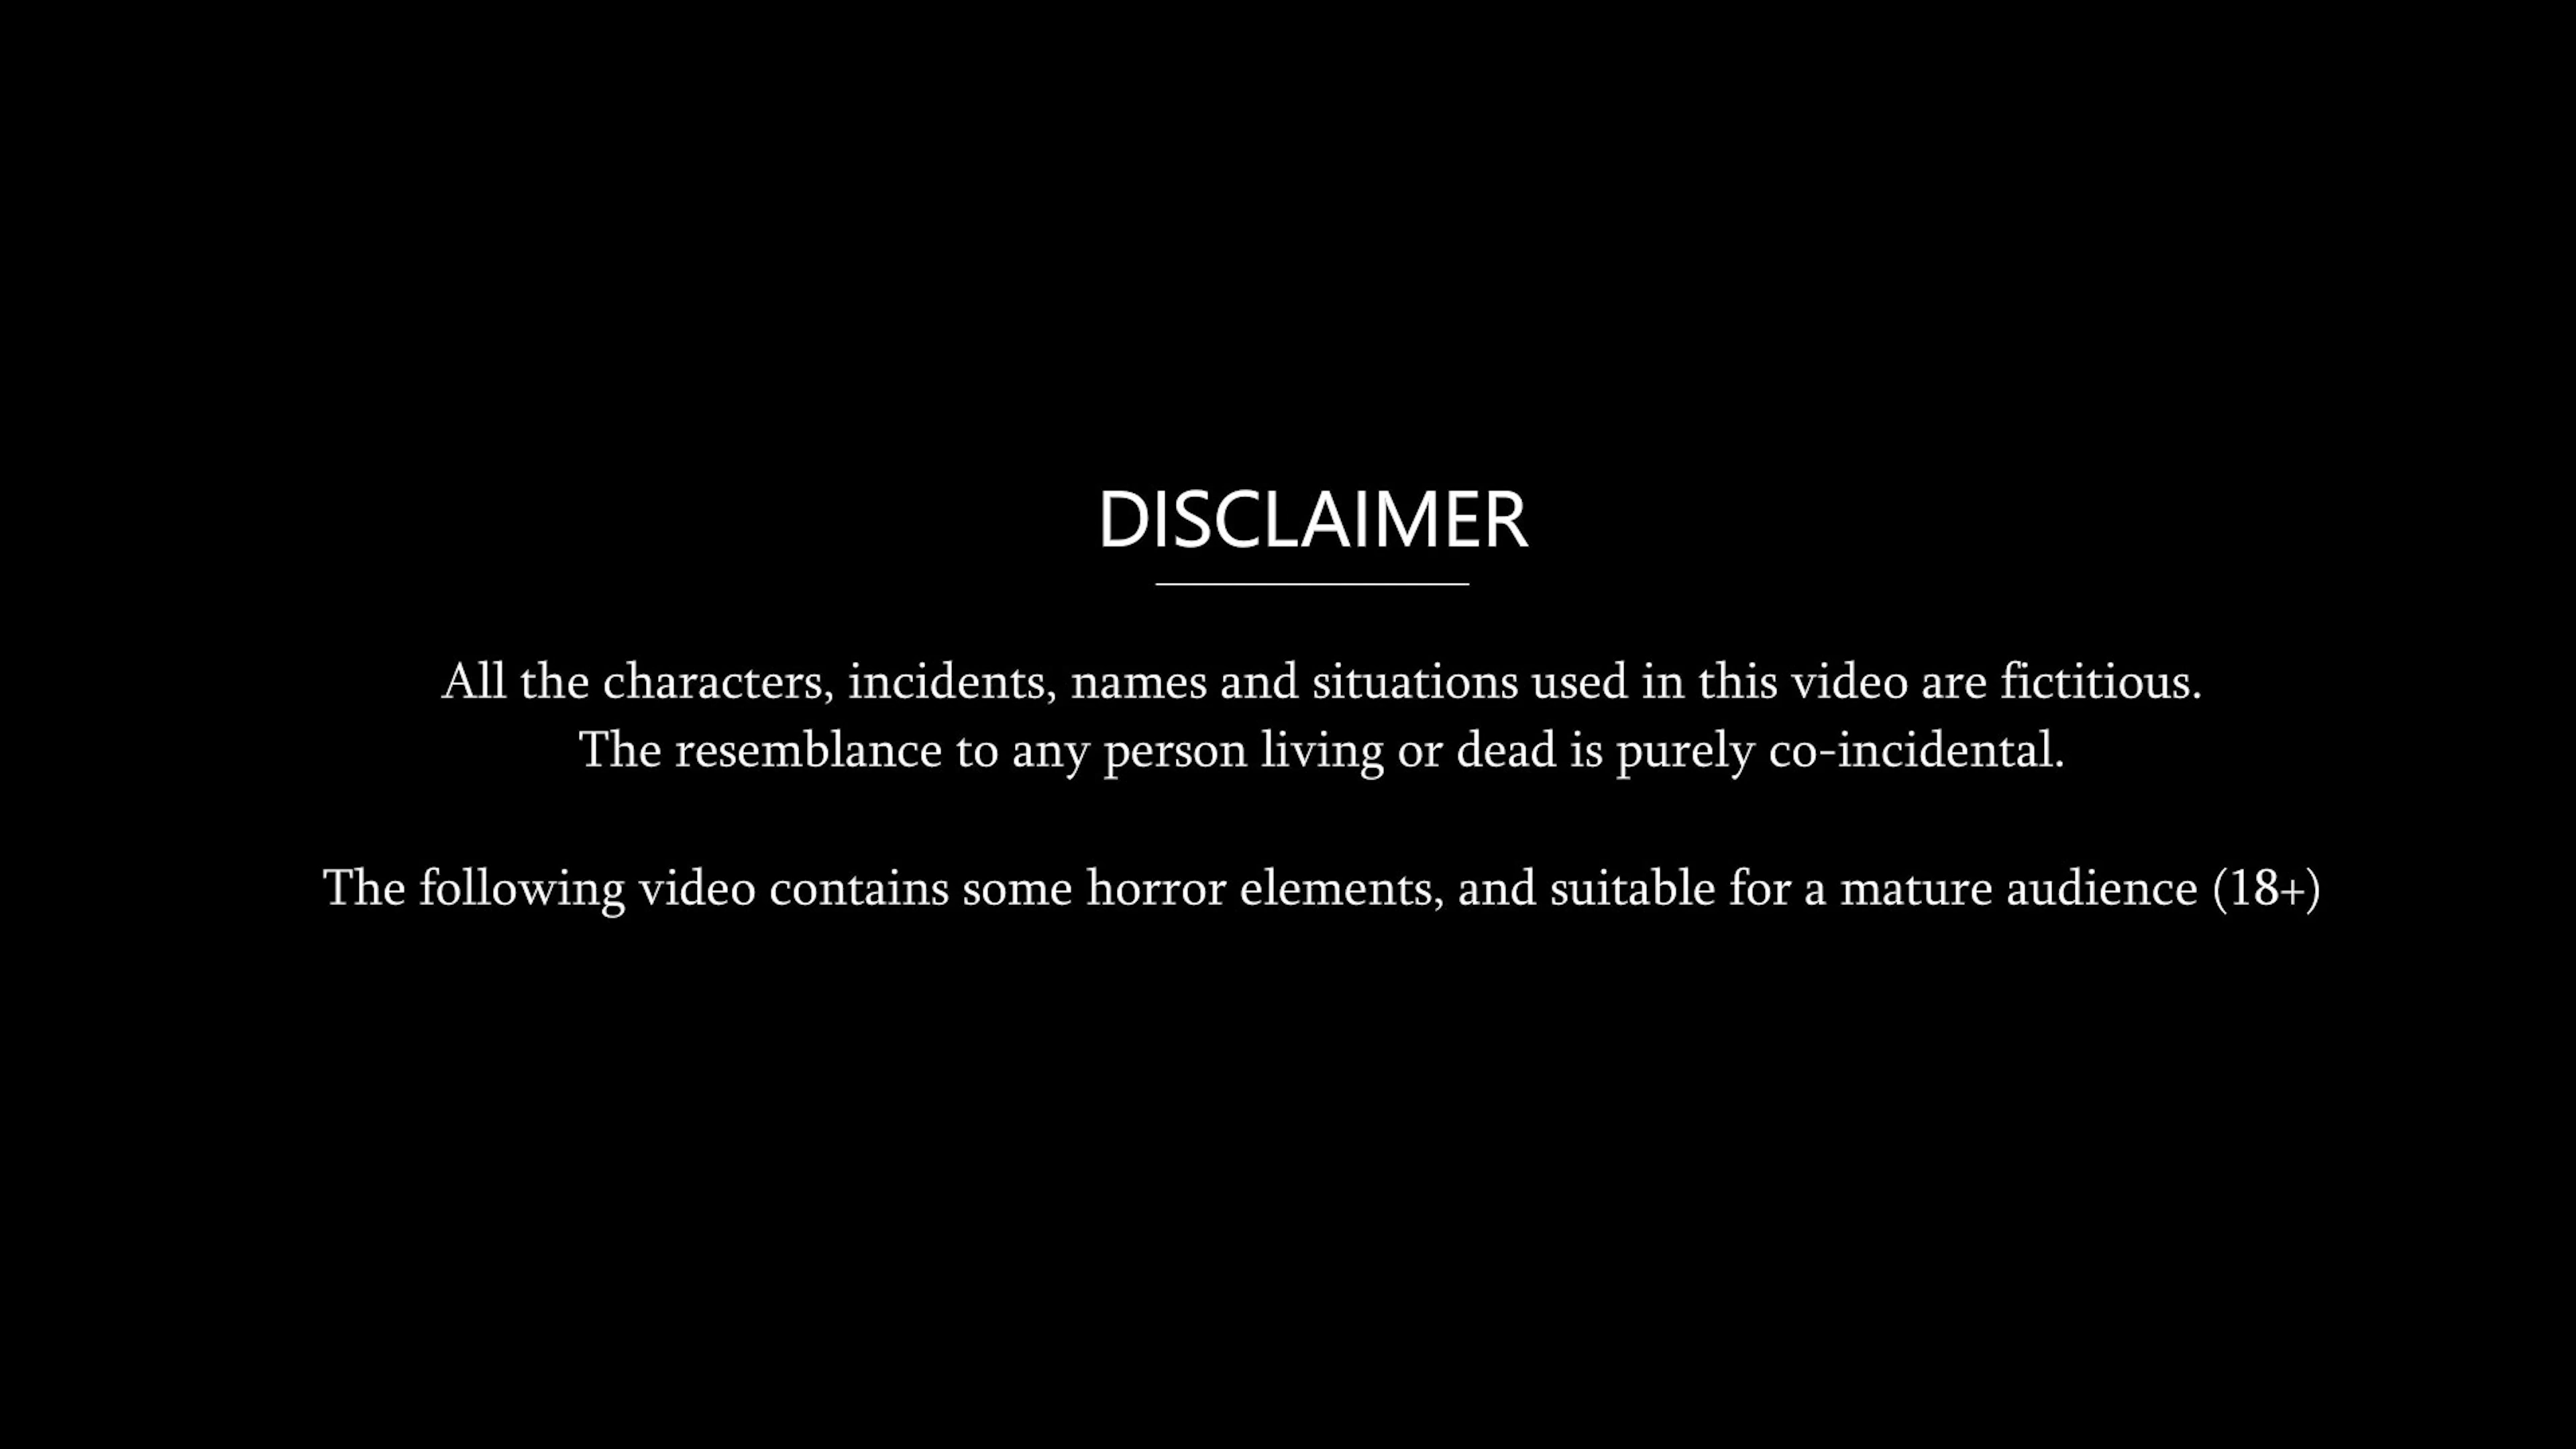 DISCLAIMER
All the characters, incidents, names and situations used in this video are fictitious.
The resemblance to any person living or dead is purely co-incidental.
The following video contains some horror elements, and suitable for a mature audience (18+)